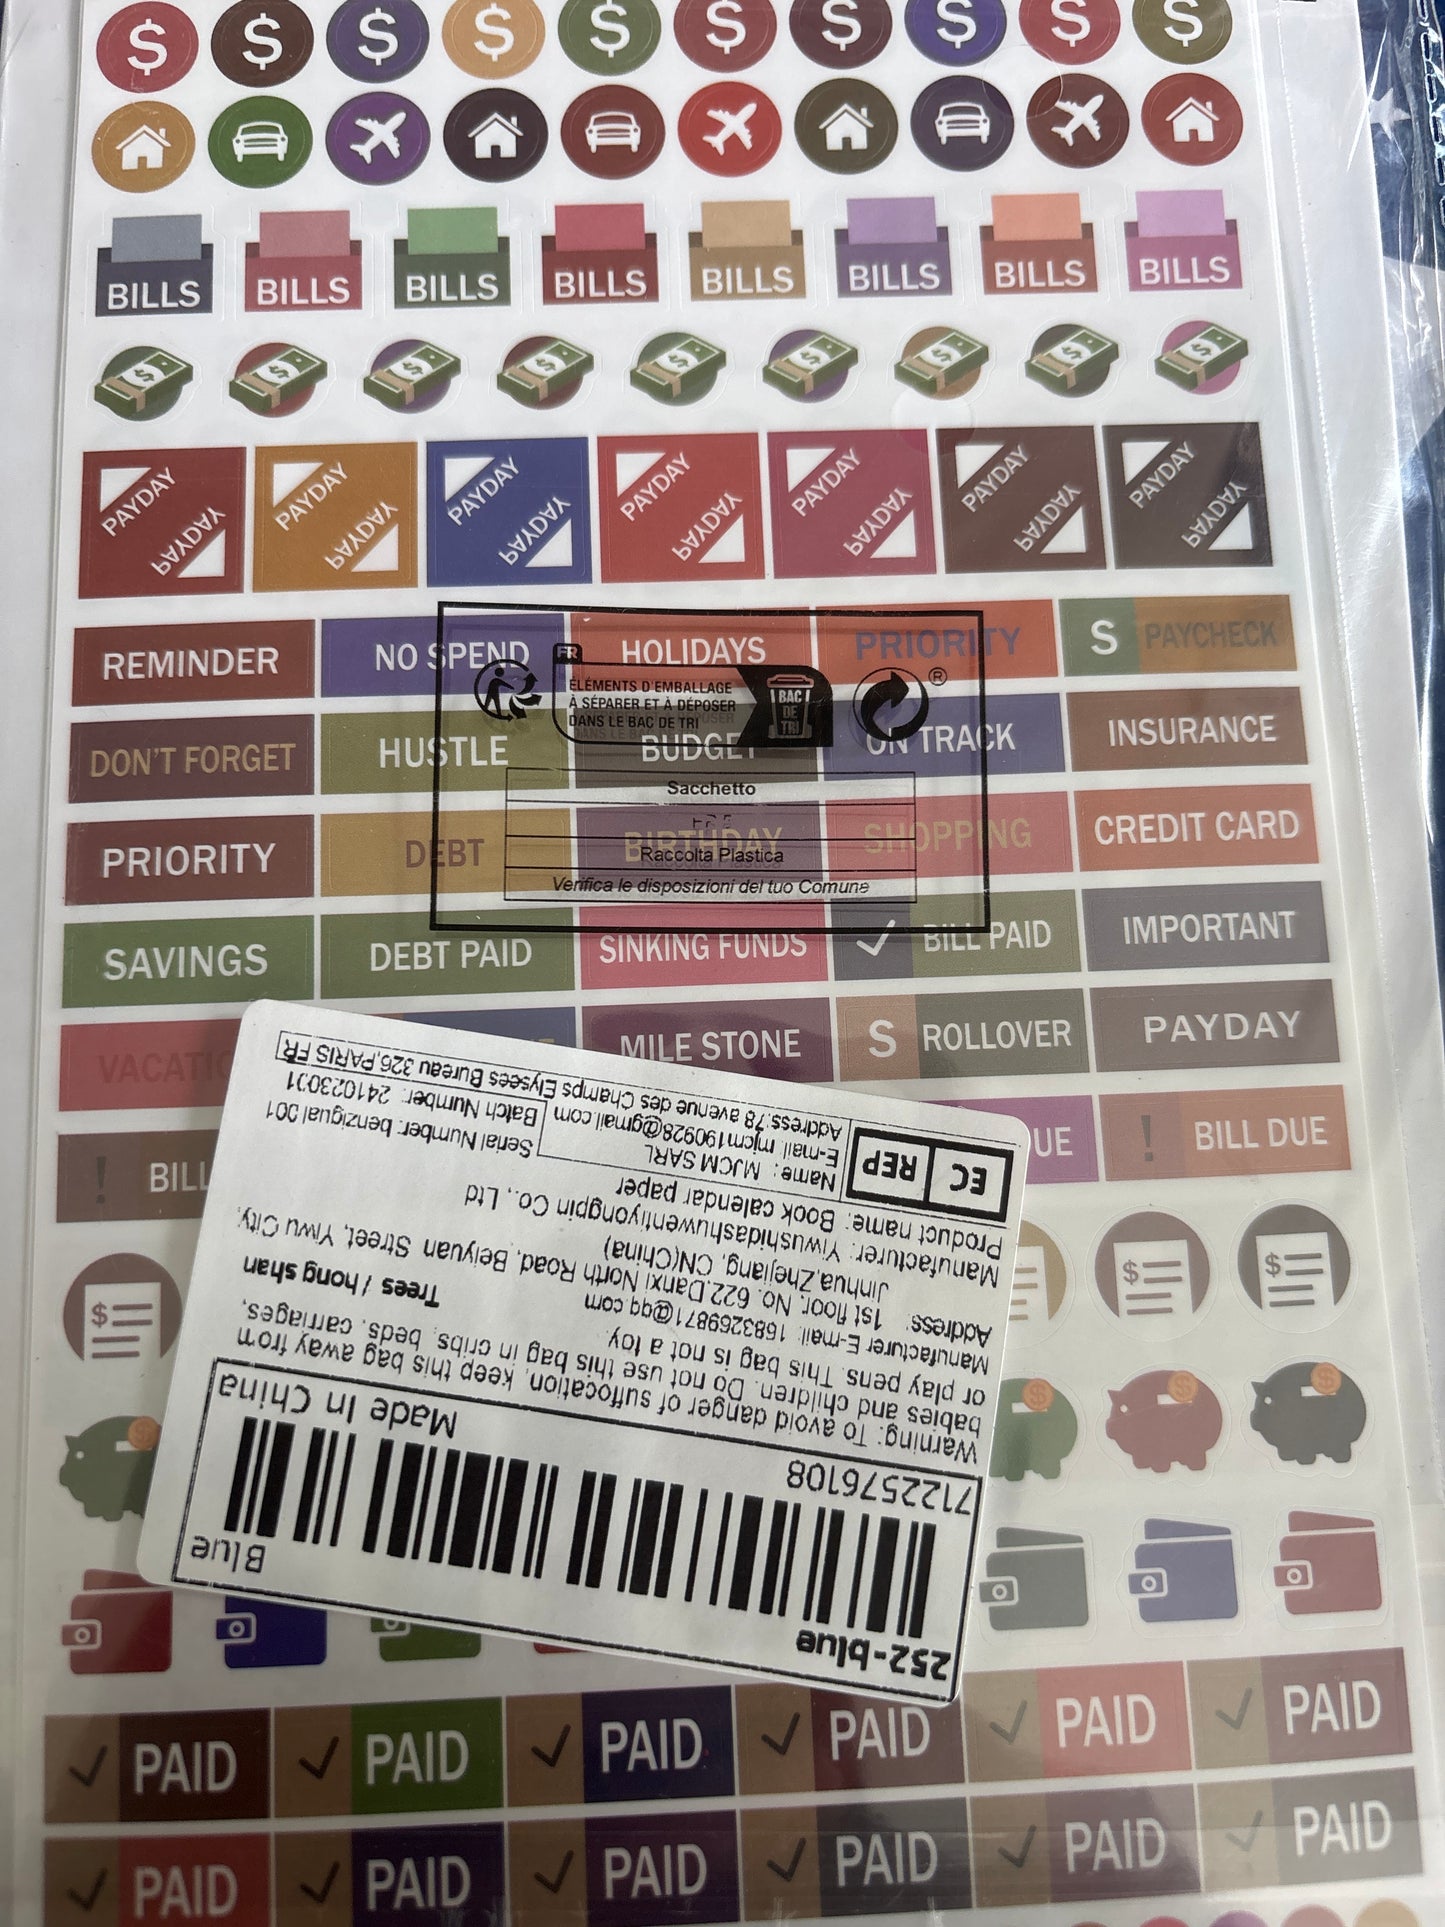 $ $ $ $ $ $ $ $ $ $
BILLS BILLS BILLS BILLS BILLS BILLS BILLS BILLS
$ $ $ $ $ $ $ $ $
PAYDAY PAYDAY PAYDAY PAYDAY PAYDAY PAYDAY PAYDAY
PAYDAY PAYDAY PAYDAY PAYDAY PAYDAY PAYDAY PAYDAY
REMINDER NO SPEND HOLIDAYS PRIORITY S PAYCHECK
DON'T FORGET HUSTLE BUDGET ON TRACK INSURANCE
PRIORITY DEBT BIRTHDAY SHOPPING CREDIT CARD
SAVINGS DEBT PAID SINKING FUNDS BILL PAID IMPORTANT
VACATI MILE STONE S ROLLOVER PAYDAY
! BILL UE ! BILL DUE
FR
ÉLÉMENTS D'EMBALLAGE
À SÉPARER ET À DÉPOSER
DANS LE BAC DE TRI
BAC
DE
TRI
®
Sacchetto
Raccolta Plastica
Verifica le disposizioni del tuo Comune
252-blue Blue
7122576108 Made In China
Warning: To avoid danger of suffocation, keep this bag away from
babies and children. Do not use this bag in cribs, beds, carriages,
or play pens. This bag is not a toy.
Trees / hong shan
Manufacturer E-mail: 1683269871@qq.com
Address: 1st floor, No. 622,Danxi North Road, Beiyuan Street, Yiwu City,
Jinhua,Zhejiang, CN(China)
Manufacturer: Yiwushidashuwentiyongpin Co., Ltd
Product name: Book calendar paper
EC REP
Name: MJCM SARL
E-mail: mjcm190928@gmail.com
Address:78 avenue des Champs Elysees Bureau 326,PARIS FR
Serial Number: benzigual001
Batch Number: 241023001
$ $ $
$ $ $ $
PAID PAID PAID PAID PAID PAID
PAID PAID PAID PAID PAID PAID